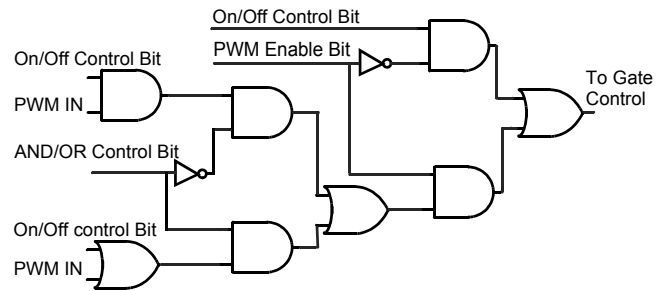 On/Off Control Bit
PWM Enable Bit
On/Off Control Bit
PWM IN
To Gate
Control
AND/OR Control Bit
On/Off control Bit
PWM IN